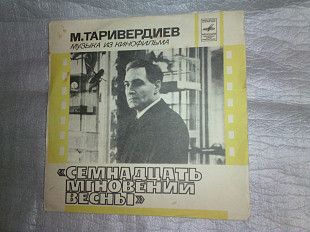 М.ТАРИВЕРДИЕВ
МУЗЫКА ИЗ КИНОФИЛЬМА
«СЕМНАДЦАТЬ
МГНОВЕНИЙ
ВЕСНЫ»